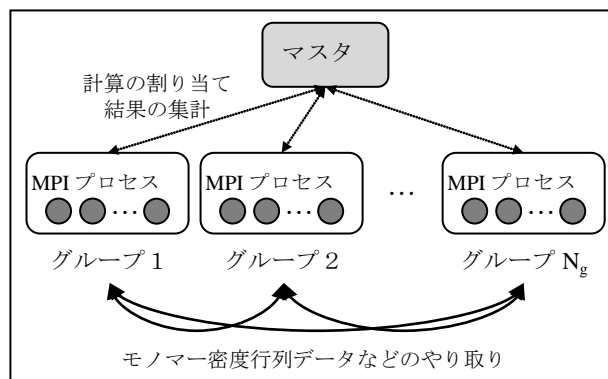 マスタ
計算の割り当て
結果の集計
MPI プロセス
MPI プロセス
MPI プロセス
…
…
…
…
グループ 1
グループ 2
グループ Ng
モノマー密度行列データなどのやり取り